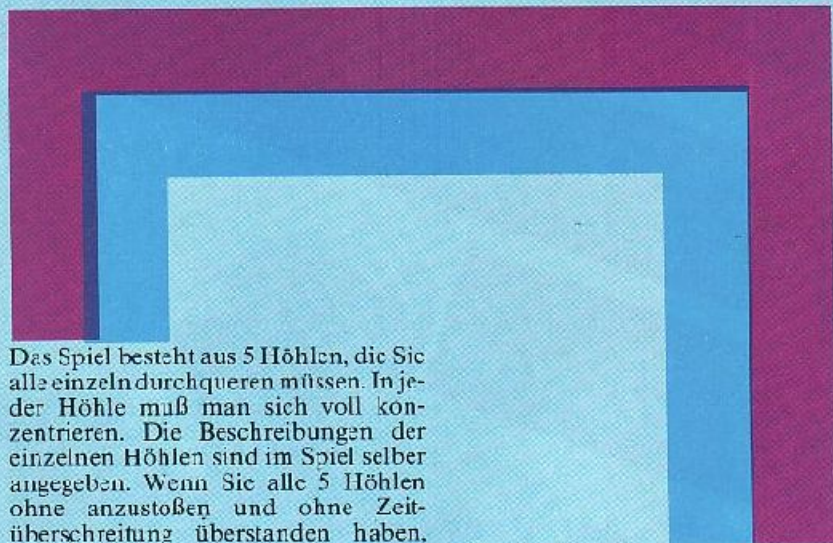 Das Spiel besteht aus 5 Höhlen, die Sie
alle einzeln durchqueren müssen. In je-
der Höhle muß man sich voll kon-
zentrieren. Die Beschreibungen der
einzelnen Höhlen sind im Spiel selber
angegeben. Wenn Sie alle 5 Höhlen
ohne anzustoßen und ohne Zeit-
überschreitung überstanden haben,